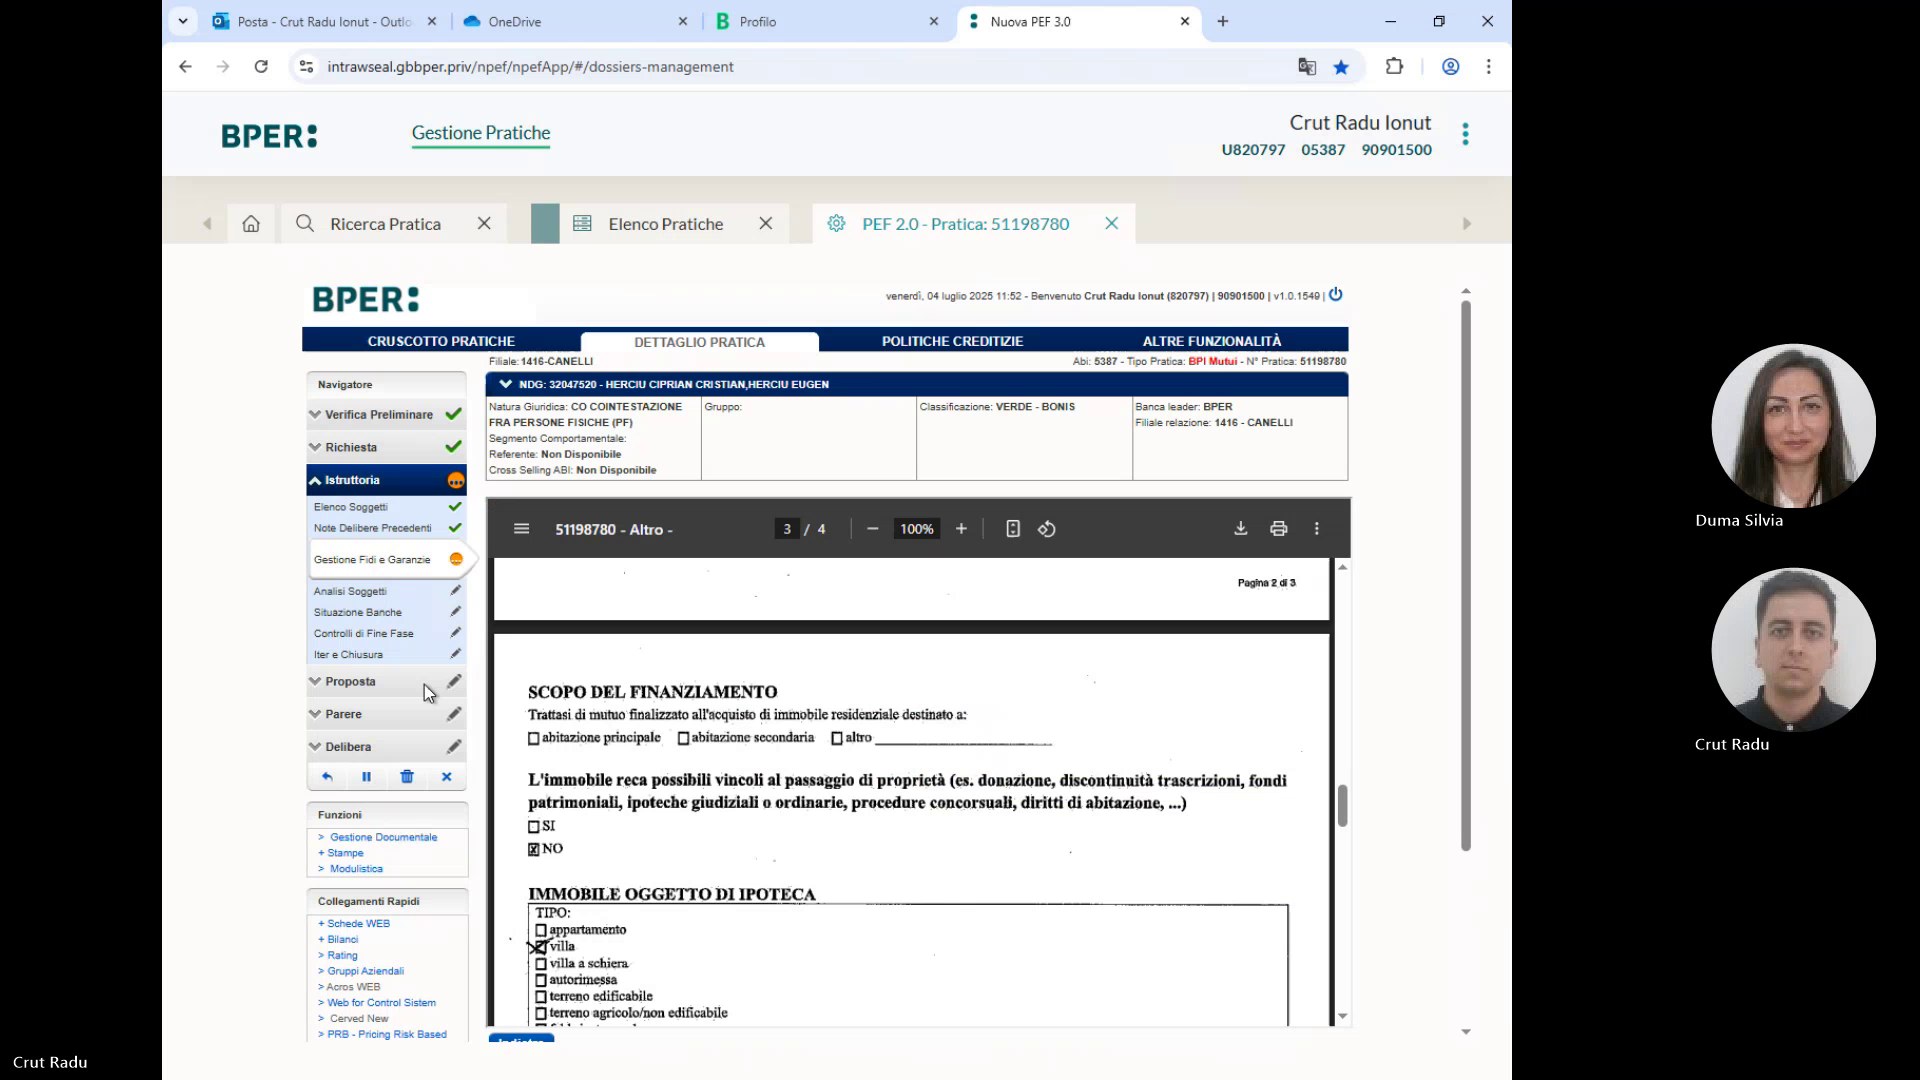 Posta - Crut Radu Ionut - Outlo
OneDrive
Profilo
Nuova PEF 3.0
intrawseal.gbbper.priv/npef/npefApp/#/dossiers-management
BPER:
Gestione Pratiche
Crut Radu Ionut
U820797 05387 90901500
Ricerca Pratica
Elenco Pratiche
PEF 2.0 - Pratica: 51198780
BPER:
venerdì, 04 luglio 2025 11:52 - Benvenuto Crut Radu Ionut (820797) | 90901500 | v1.0.1549 |
CRUSCOTTO PRATICHE
DETTAGLIO PRATICA
POLITICHE CREDITIZIE
ALTRE FUNZIONALITÀ
Filiale: 1416-CANELLI
Abi: 5387 - Tipo Pratica: BPI Mutui - N° Pratica: 51198780
NDG: 32047520 - HERCIU CIPRIAN CRISTIAN,HERCIU EUGEN
Natura Giuridica: CO COINTESTAZIONE
FRA PERSONE FISICHE (PF)
Segmento Comportamentale:
Referente: Non Disponibile
Cross Selling ABI: Non Disponibile
Gruppo:
Classificazione: VERDE - BONIS
Banca leader: BPER
Filiale relazione: 1416 - CANELLI
Navigatore
Verifica Preliminare
Richiesta
Istruttoria
Elenco Soggetti
Note Delibere Precedenti
Gestione Fidi e Garanzie
Analisi Soggetti
Situazione Banche
Controlli di Fine Fase
Iter e Chiusura
Proposta
Parere
Delibera
Funzioni
> Gestione Documentale
+ Stampe
> Modulistica
Collegamenti Rapidi
+ Schede WEB
+ Bilanci
> Rating
> Gruppi Aziendali
> Acros WEB
> Web for Control Sistem
> Cerved New
> PRB - Pricing Risk Based
51198780 - Altro -
3 / 4
100%
Pagina 2 di 3
SCOPO DEL FINANZIAMENTO
Trattasi di mutuo finalizzato all'acquisto di immobile residenziale destinato a:
abitazione principale abitazione secondaria altro
L'immobile reca possibili vincoli al passaggio di proprietà (es. donazione, discontinuità trascrizioni, fondi
patrimoniali, ipoteche giudiziali o ordinarie, procedure concorsuali, diritti di abitazione, ...)
SI
NO
IMMOBILE OGGETTO DI IPOTECA
TIPO:
appartamento
villa
villa a schiera
autorimessa
terreno edificabile
terreno agricolo/non edificabile
Duma Silvia
Crut Radu
Crut Radu